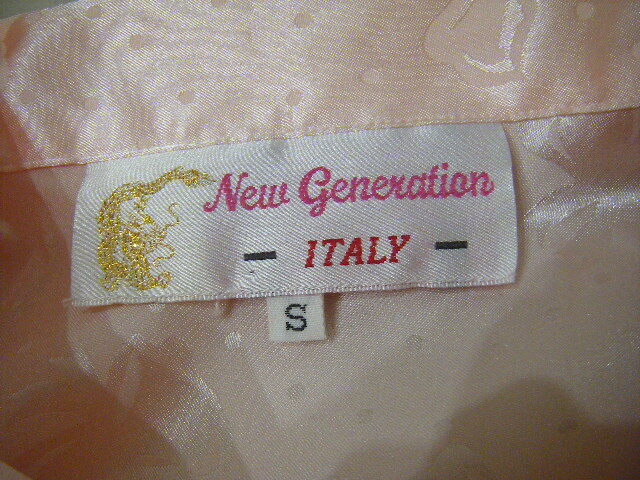 New Generation
- ITALY -
S